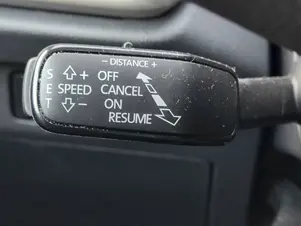 - DISTANCE +
S + OFF
E SPEED CANCEL
T - ON
RESUME